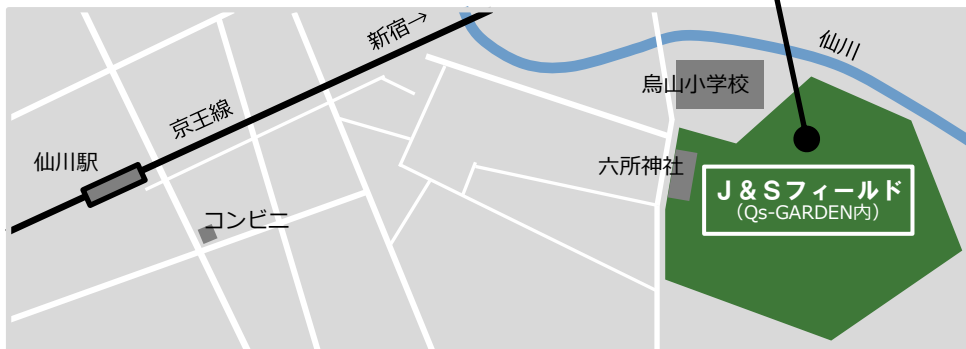 新宿→
仙川
京王線
烏山小学校
仙川駅
六所神社
J&Sフィールド
（Qs-GARDEN内）
コンビニ